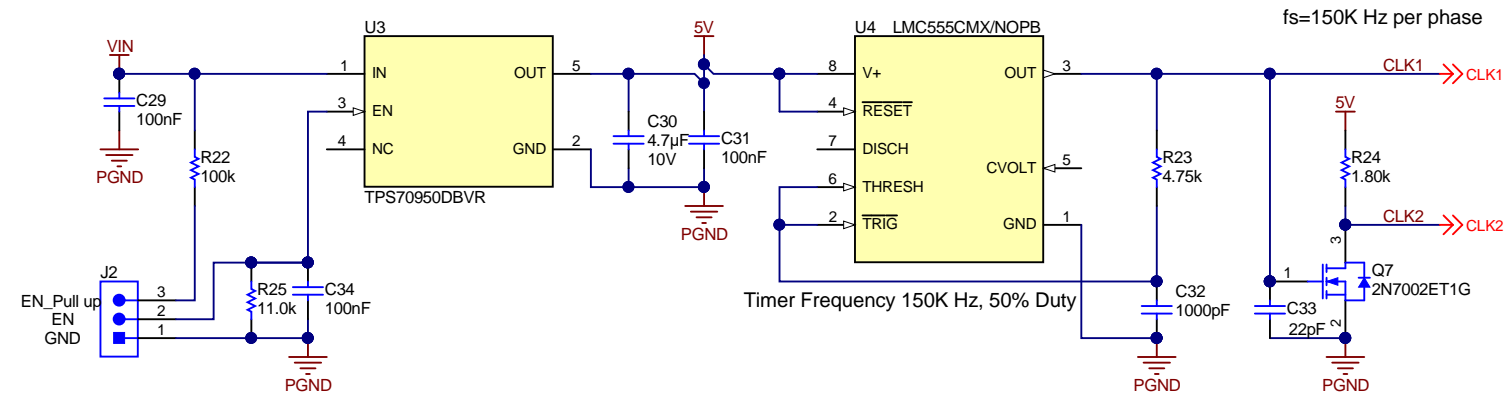 fs=150K Hz per phase
VIN
C29
100nF
PGND
R22
100k
U3
1
IN
OUT
5
3
EN
4
NC
GND
2
TPS70950DBVR
C30
4.7µF
10V
5V
C31
100nF
PGND
U4
LMC555CMX/NOPB
8
V+
OUT
3
4
RESET
7
DISCH
CVOLT
5
6
THRESH
2
TRIG
GND
1
Timer Frequency 150K Hz, 50% Duty
R23
4.75k
C32
1000pF
PGND
CLK1
CLK1
5V
R24
1.80k
CLK2
CLK2
3
1
2
Q7
2N7002ET1G
C33
22pF
PGND
J2
EN_Pull up
3
EN
2
GND
1
R25
11.0k
C34
100nF
PGND